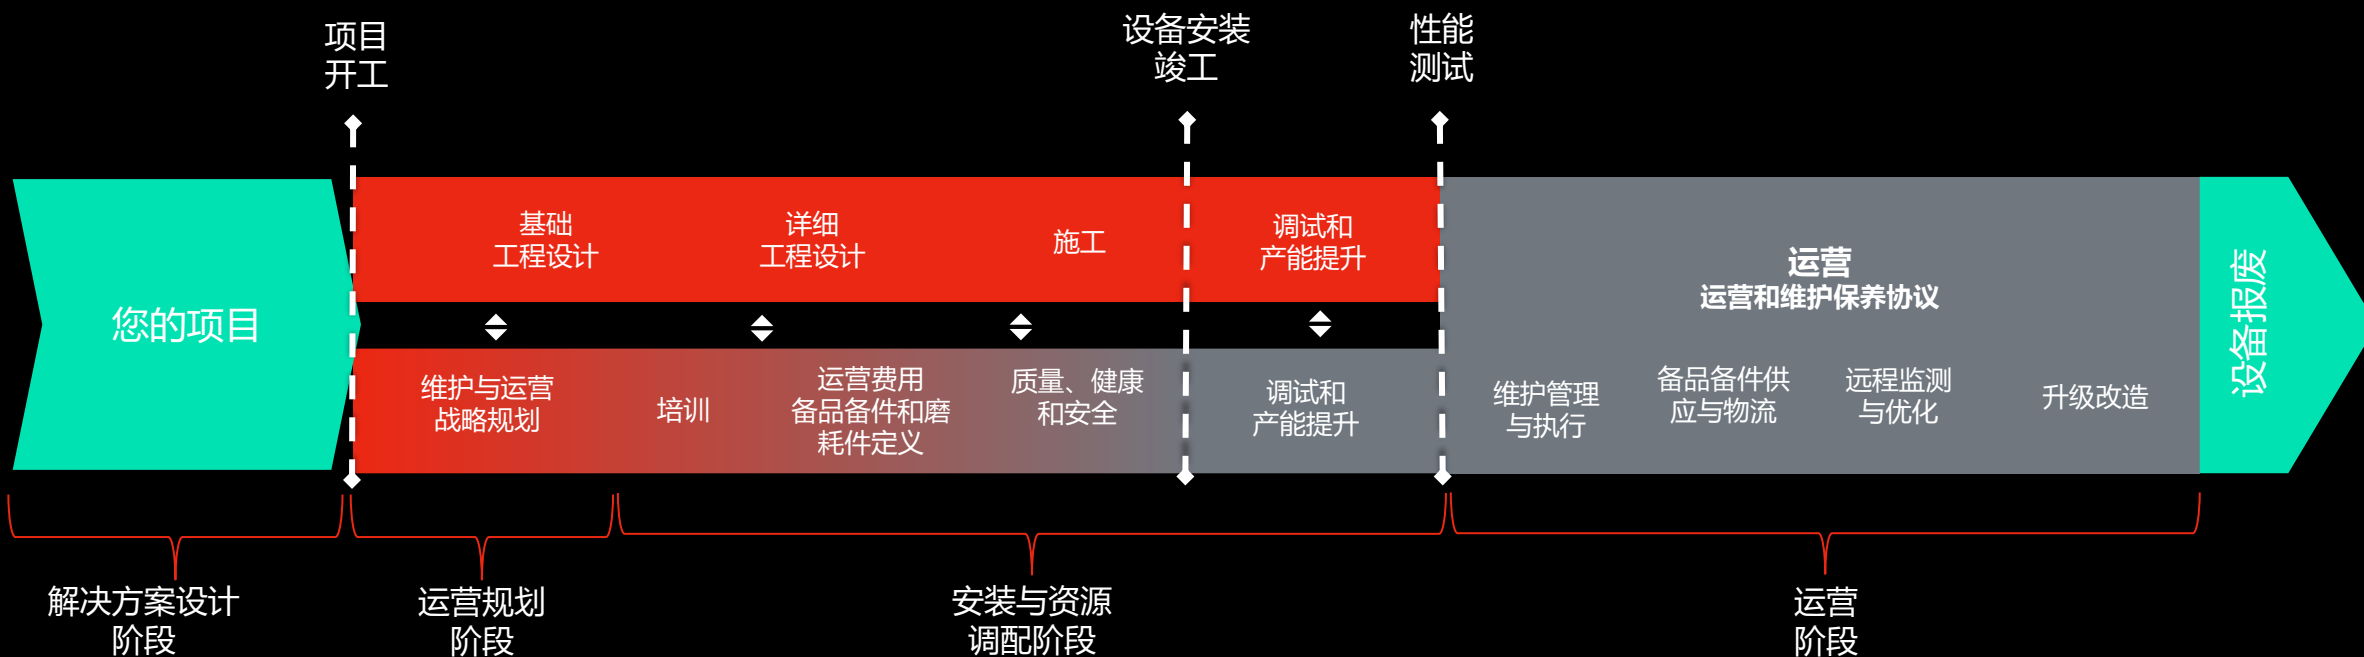 项目
开工
设备安装
竣工
性能
测试
您的项目
基础
工程设计
详细
工程设计
施工
调试和
产能提升
运营
运营和维护保养协议
维护与运营
战略规划
培训
运营费用
备品备件和磨
耗件定义
质量、健康
和安全
调试和
产能提升
维护管理
与执行
备品备件供
应与物流
远程监测
与优化
升级改造
设备报废
解决方案设计
阶段
运营规划
阶段
安装与资源
调配阶段
运营
阶段